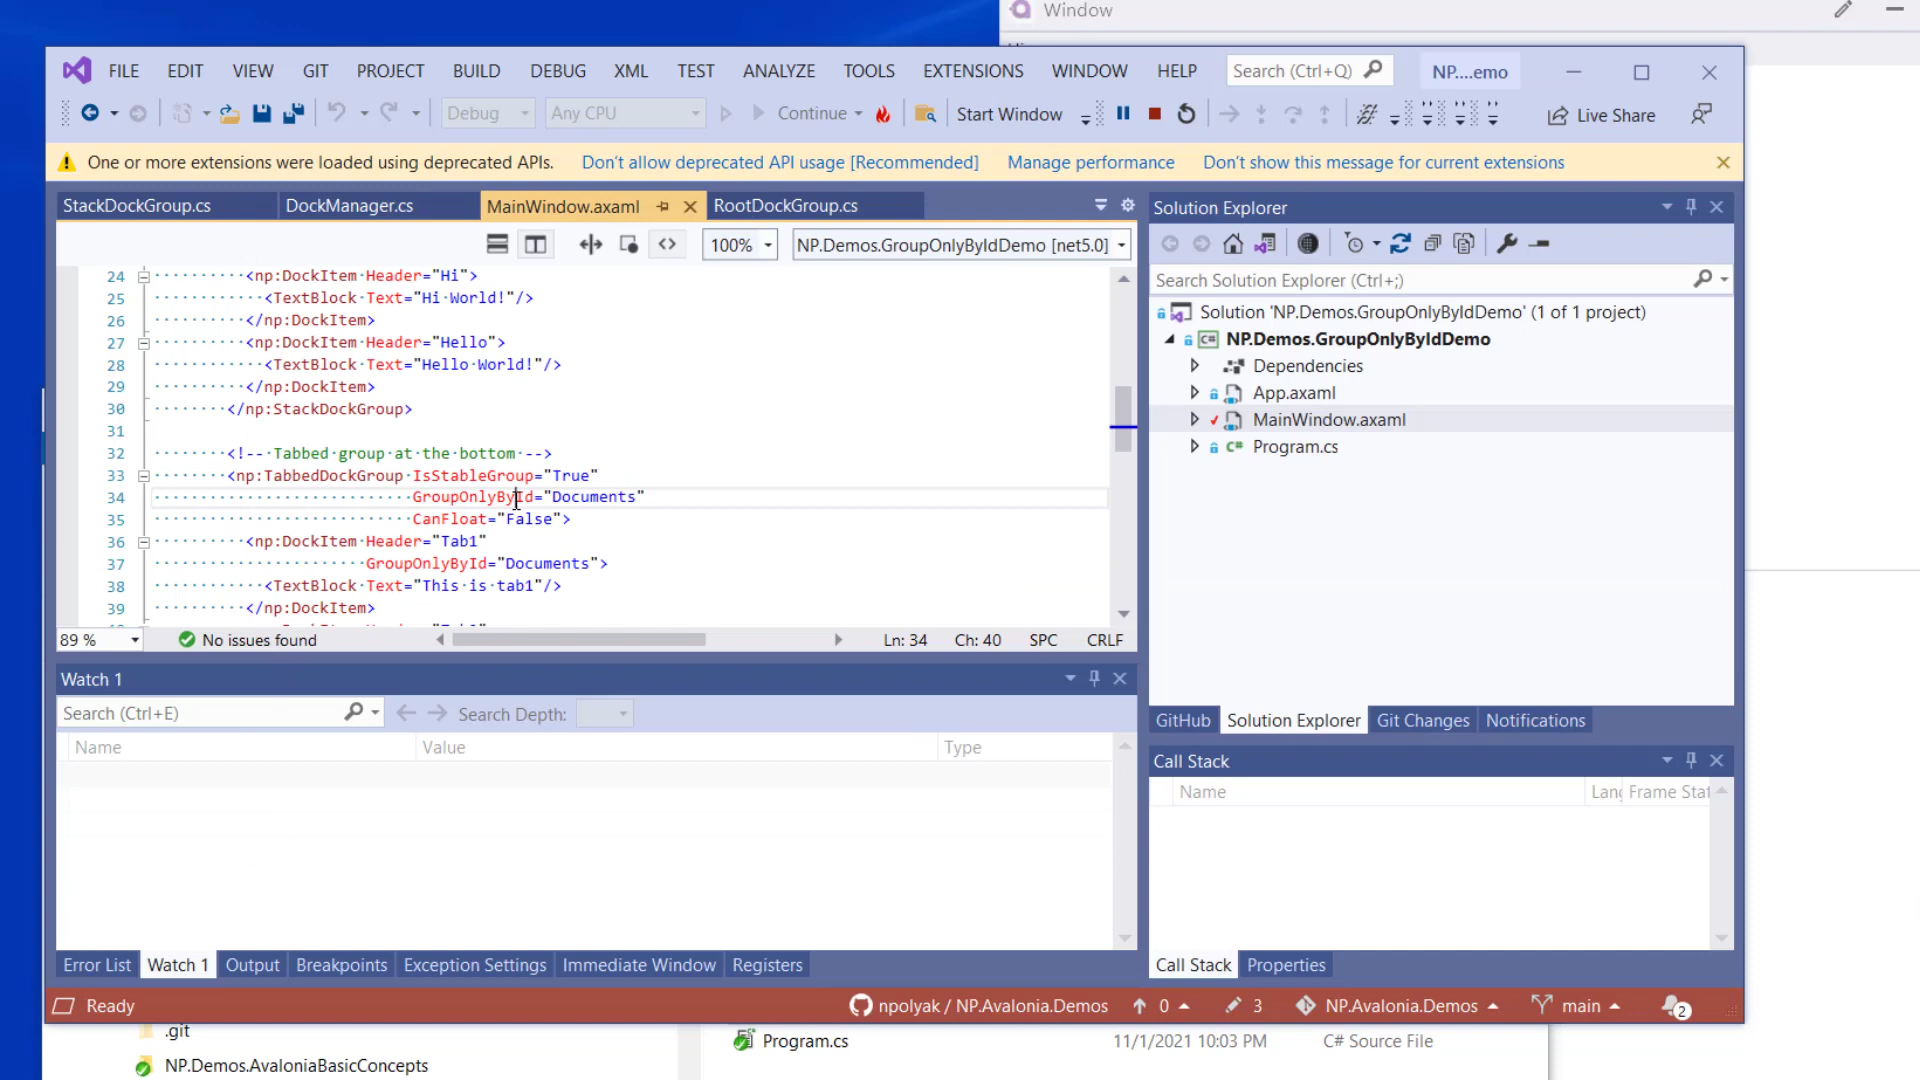 Window
FILE EDIT VIEW GIT PROJECT BUILD DEBUG XML TEST ANALYZE TOOLS EXTENSIONS WINDOW HELP Search (Ctrl+Q) NP....emo
Debug Any CPU Continue Start Window Live Share
One or more extensions were loaded using deprecated APIs. Don't allow deprecated API usage [Recommended] Manage performance Don't show this message for current extensions
StackDockGroup.cs DockManager.cs MainWindow.axaml RootDockGroup.cs
100% NP.Demos.GroupOnlyByIdDemo [net5.0]
24 <np:DockItem Header="Hi">
25 <TextBlock Text="Hi World!"/>
26 </np:DockItem>
27 <np:DockItem Header="Hello">
28 <TextBlock Text="Hello World!"/>
29 </np:DockItem>
30 </np:StackDockGroup>
31
32 <!-- Tabbed group at the bottom -->
33 <np:TabbedDockGroup IsStableGroup="True"
34 GroupOnlyById="Documents"
35 CanFloat="False">
36 <np:DockItem Header="Tab1"
37 GroupOnlyById="Documents">
38 <TextBlock Text="This is tab1"/>
39 </np:DockItem>
89 % No issues found Ln: 34 Ch: 40 SPC CRLF
Watch 1
Search (Ctrl+E) Search Depth:
Name Value Type
Error List Watch 1 Output Breakpoints Exception Settings Immediate Window Registers
Solution Explorer
Search Solution Explorer (Ctrl+;)
Solution 'NP.Demos.GroupOnlyByIdDemo' (1 of 1 project)
NP.Demos.GroupOnlyByIdDemo
Dependencies
App.axaml
MainWindow.axaml
C# Program.cs
GitHub Solution Explorer Git Changes Notifications
Call Stack
Name Lang Frame Stat
Call Stack Properties
Ready npolyak / NP.Avalonia.Demos 0 3 NP.Avalonia.Demos main 2
.git
NP.Demos.AvaloniaBasicConcepts
Program.cs 11/1/2021 10:03 PM C# Source File